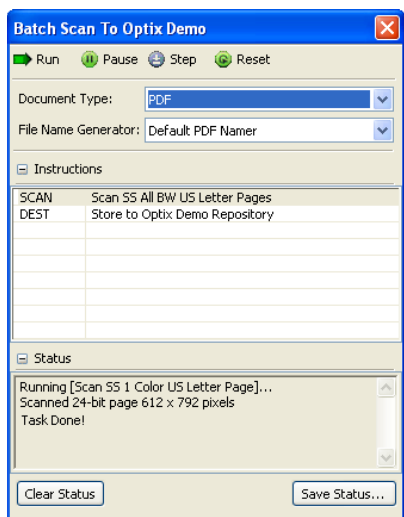 Batch Scan To Optix Demo
Run Pause Step Reset
Document Type: PDF
File Name Generator: Default PDF Namer
Instructions
SCAN Scan SS All BW US Letter Pages
DEST Store to Optix Demo Repository
Status
Running [Scan SS 1 Color US Letter Page]...
Scanned 24-bit page 612 x 792 pixels
Task Done!
Clear Status Save Status...